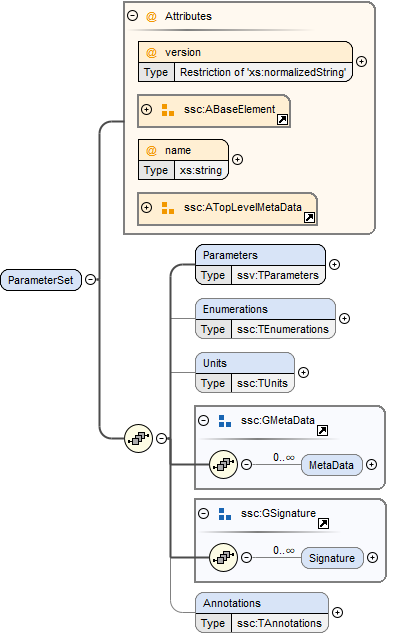 @ Attributes
@ version
Type Restriction of 'xs:normalizedString'
ssc:ABaseElement
@ name
Type xs:string
ssc:ATopLevelMetaData
ParameterSet
Parameters
Type ssv:TParameters
Enumerations
Type ssc:TEnumerations
Units
Type ssc:TUnits
ssc:GMetaData
0..∞
MetaData
ssc:GSignature
0..∞
Signature
Annotations
Type ssc:TAnnotations